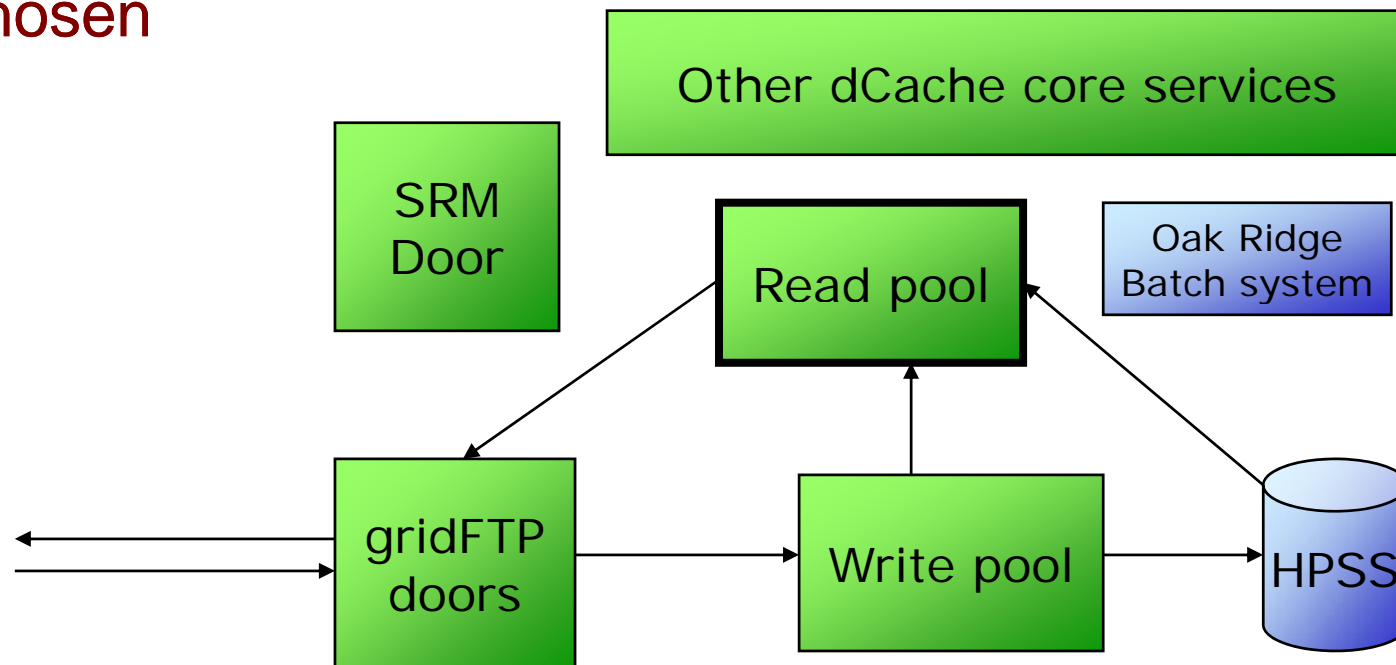 hosen
Other dCache core services
SRM
Door
Read pool
Oak Ridge
Batch system
gridFTP
doors
Write pool
HPSS